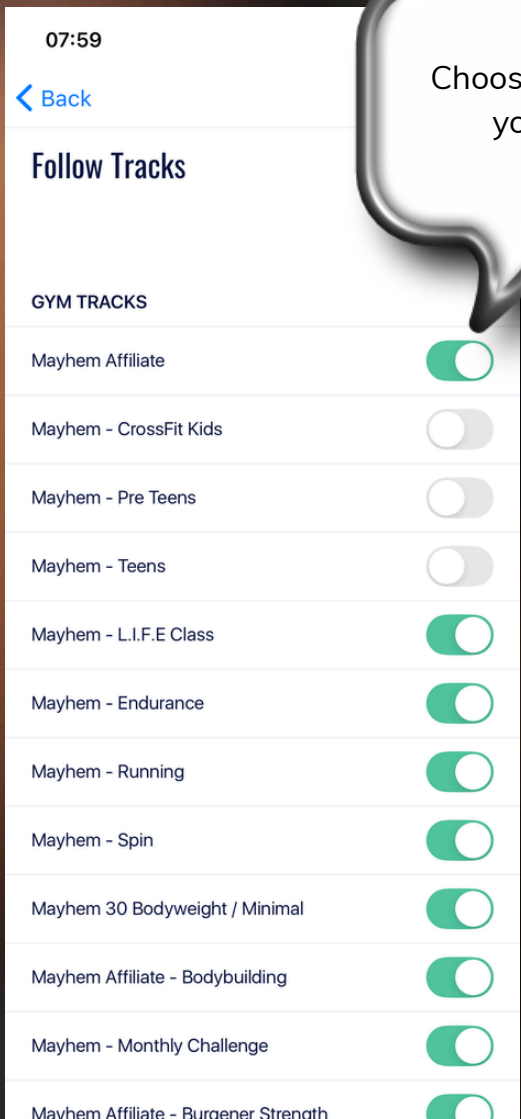 07:59
Choos
yo
Back
Follow Tracks
GYM TRACKS
Mayhem Affiliate
Mayhem - CrossFit Kids
Mayhem - Pre Teens
Mayhem - Teens
Mayhem - L.I.F.E Class
Mayhem - Endurance
Mayhem - Running
Mayhem - Spin
Mayhem 30 Bodyweight / Minimal
Mayhem Affiliate - Bodybuilding
Mayhem - Monthly Challenge
Mayhem Affiliate - Burgener Strength